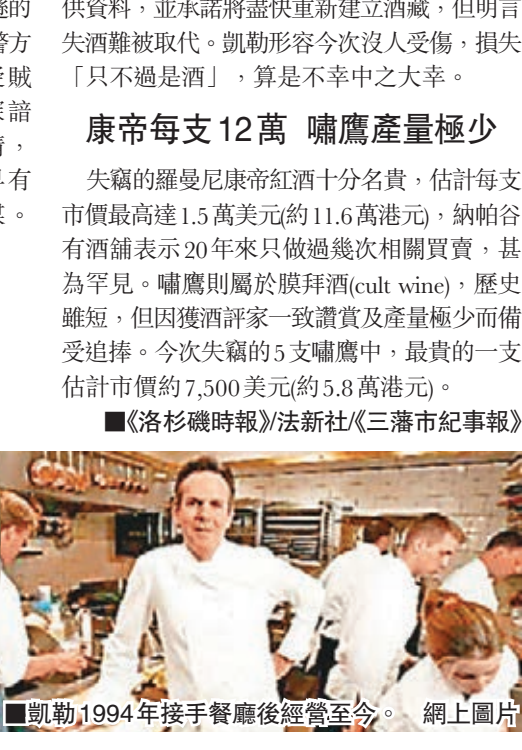 的
警方
賊
諳
，
有
。
供資料，並承諾將盡快重新建立酒藏，但明言
失酒難被取代。凱勒形容今次沒人受傷，損失
「只不過是酒」，算是不幸中之大幸。
康帝每支12萬 嘯鷹產量極少
失竊的羅曼尼康帝紅酒十分名貴，估計每支
市價最高達1.5萬美元(約11.6萬港元)，納帕谷
有酒舖表示20年來只做過幾次相關買賣，甚
為罕見。嘯鷹則屬於膜拜酒(cult wine)，歷史
雖短，但因獲酒評家一致讚賞及產量極少而備
受追捧。今次失竊的5支嘯鷹中，最貴的一支
估計市價約7,500美元(約5.8萬港元)。
■《洛杉磯時報》/法新社/《三藩市紀事報》
■凱勒1994年接手餐廳後經營至今。 網上圖片